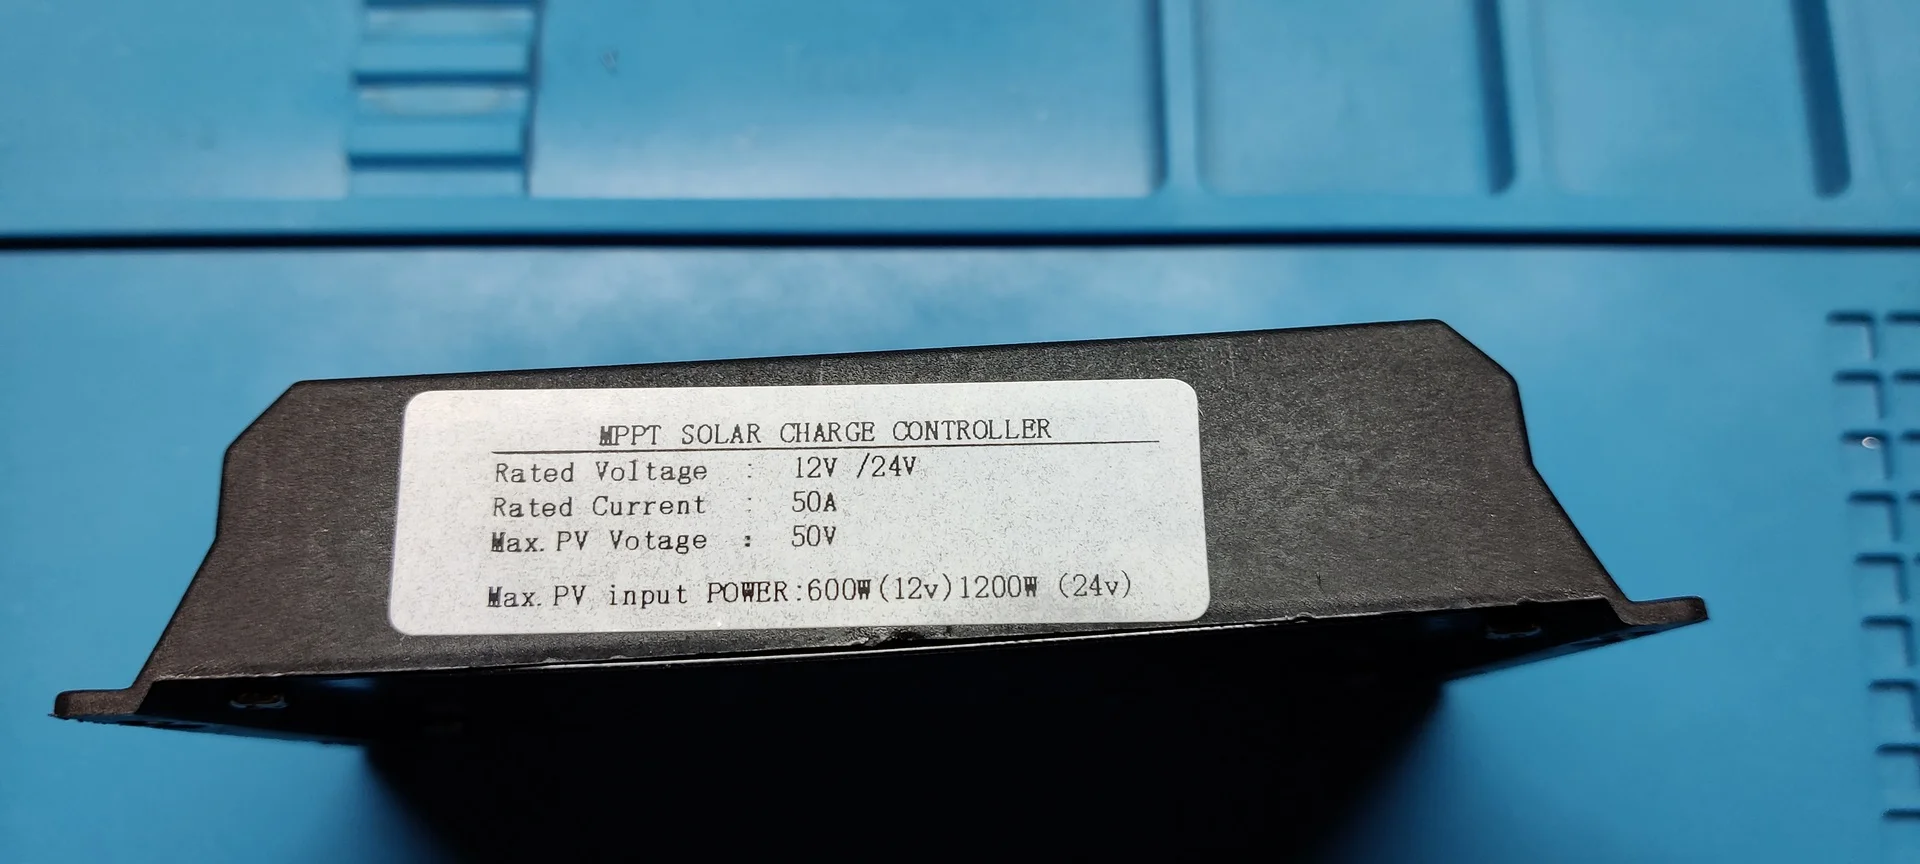 MPPT SOLAR CHARGE CONTROLLER
Rated Voltage : 12V /24V
Rated Current : 50A
Max. PV Votage : 50V
Max. PV input POWER:600W(12v)1200W (24v)